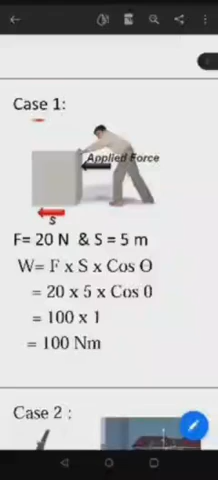 Case 1:
Applied Force
S
F= 20 N & S = 5 m
W= F x S x Cos Θ
= 20 x 5 x Cos 0
= 100 x 1
= 100 Nm
Case 2 :